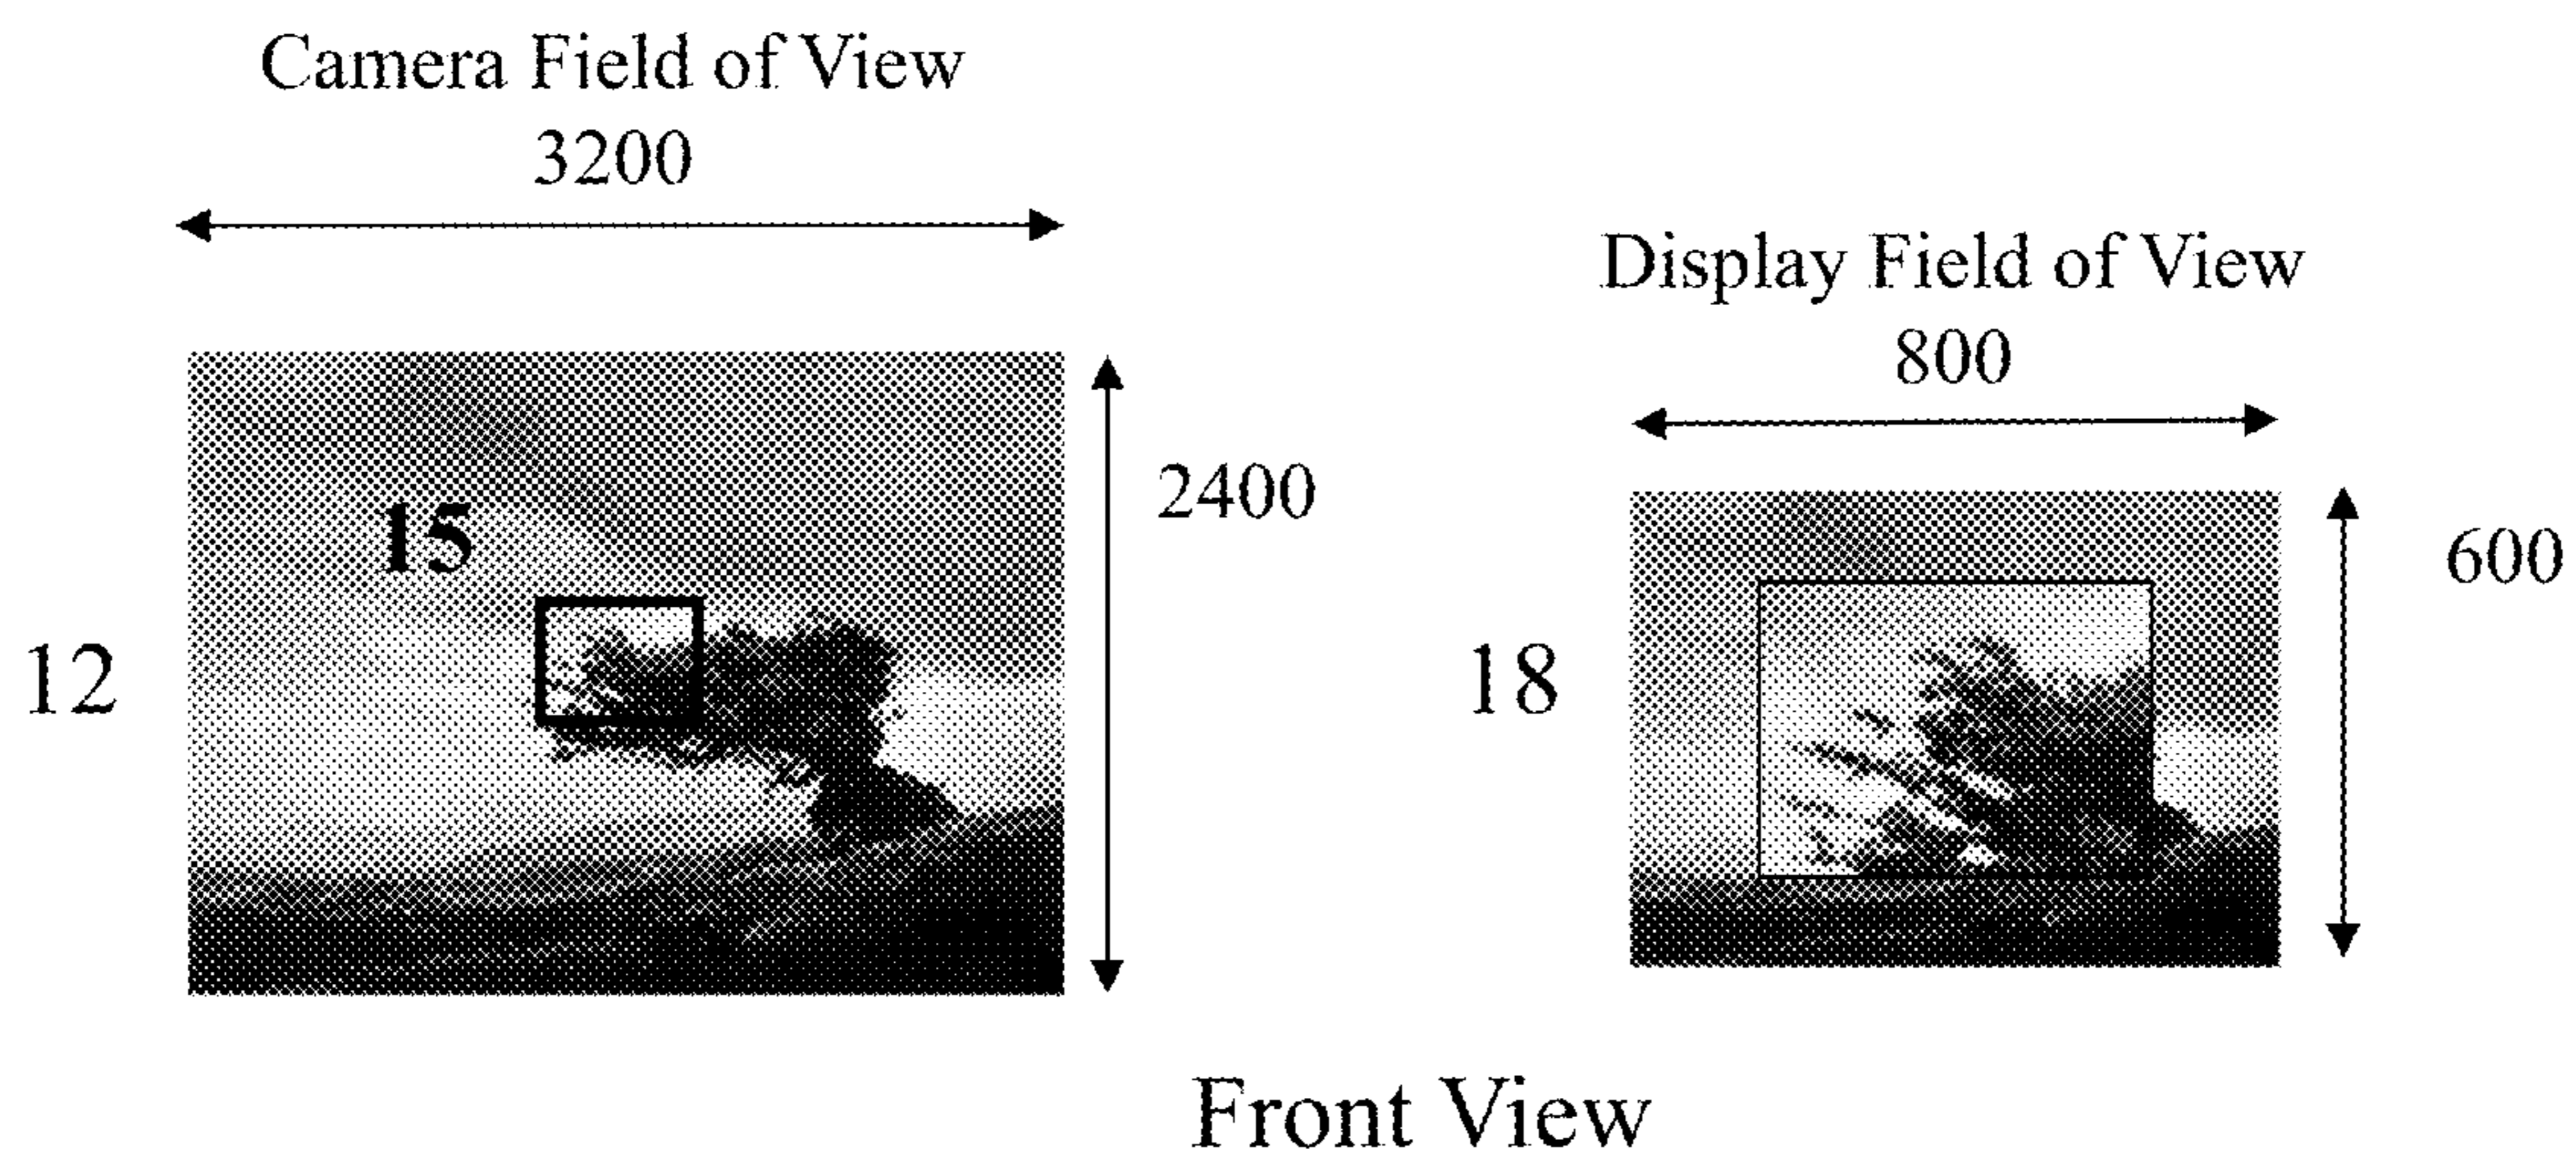 Camera Field of View
3200
2400
15
12
Display Field of View
800
600
18
Front View